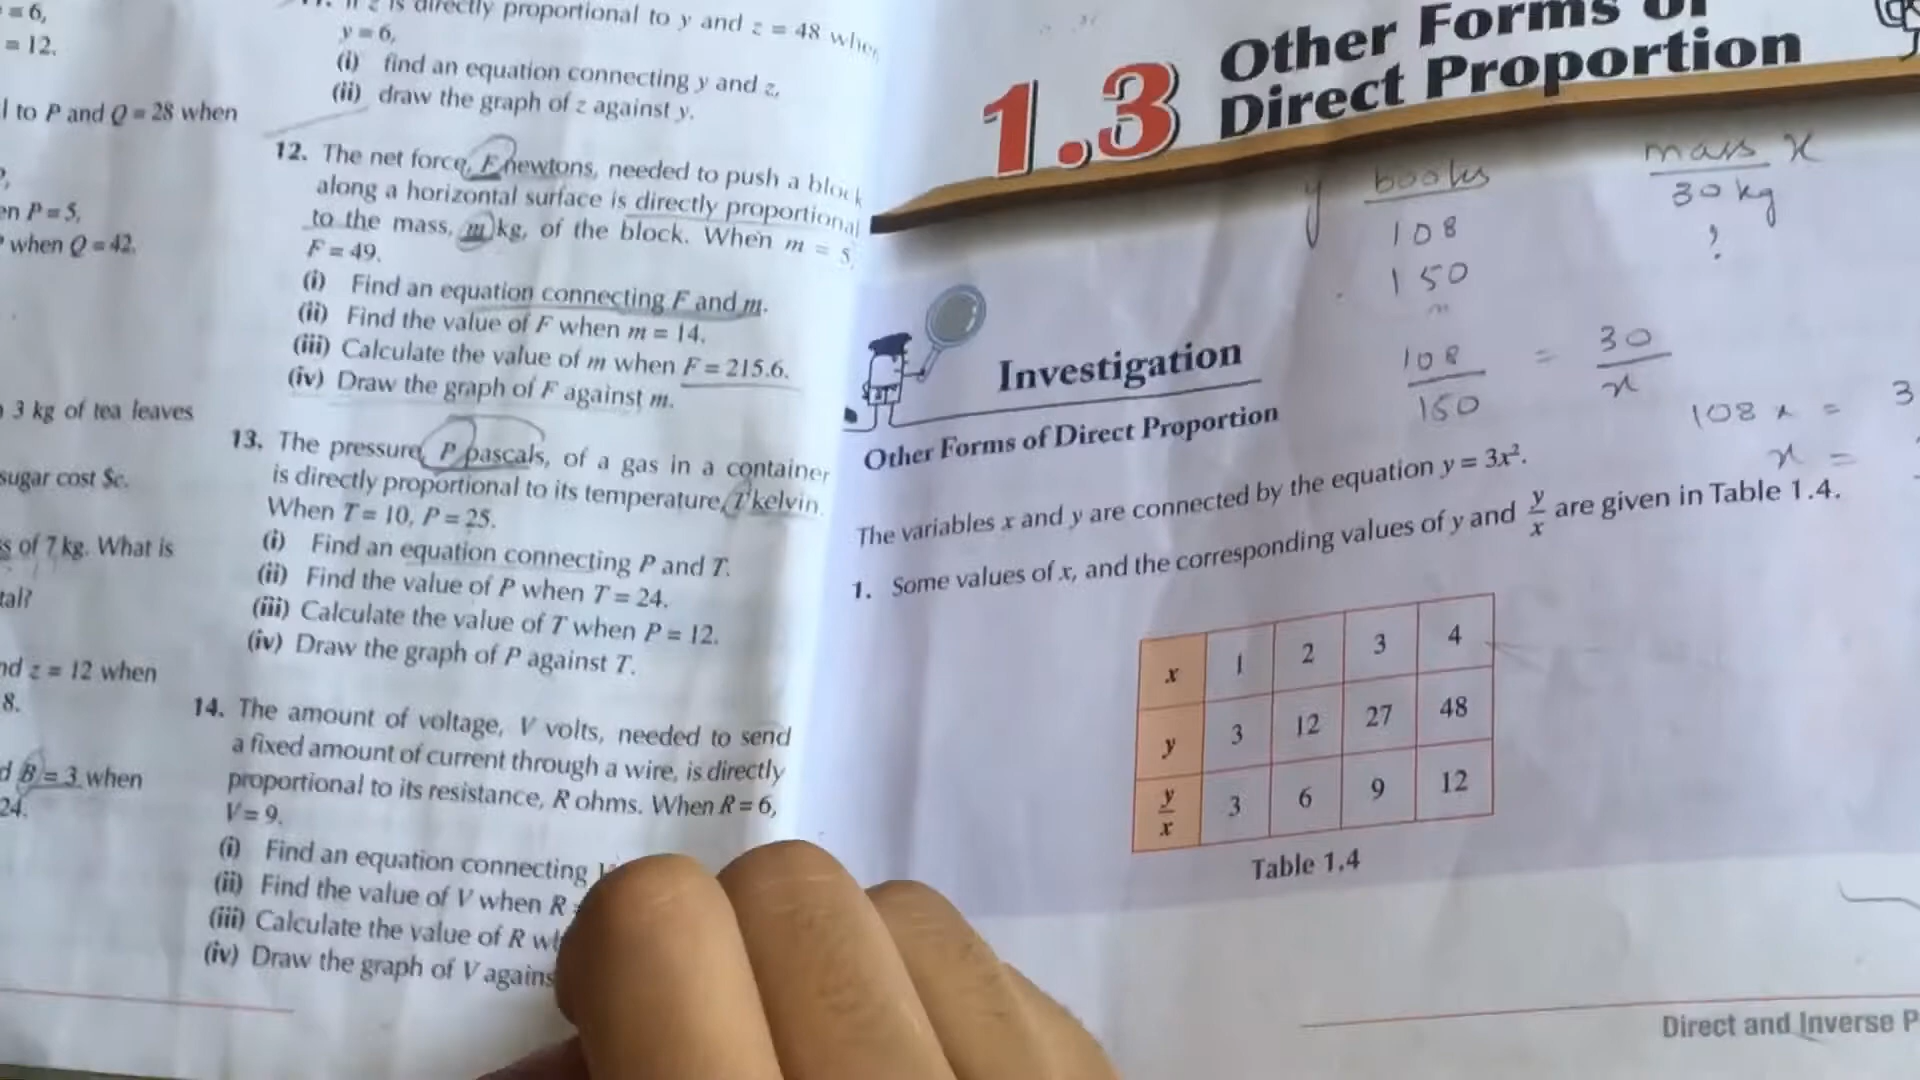 = 6,
= 12.
l to P and Q = 28 when
en P = 5,
when Q = 42.
3 kg of tea leaves
sugar cost $c.
s of 7 kg. What is
tal?
nd z = 12 when
8.
d B = 3 when
24.
z is directly proportional to y and z = 48 when
y = 6,
(i) find an equation connecting y and z,
(ii) draw the graph of z against y.
12. The net force, F newtons, needed to push a block
along a horizontal surface is directly proportional
to the mass, m kg, of the block. When m = 5,
F = 49.
(i) Find an equation connecting F and m.
(ii) Find the value of F when m = 14.
(iii) Calculate the value of m when F = 215.6.
(iv) Draw the graph of F against m.
13. The pressure, P pascals, of a gas in a container
is directly proportional to its temperature, T kelvin.
When T = 10, P = 25.
(i) Find an equation connecting P and T.
(ii) Find the value of P when T = 24.
(iii) Calculate the value of T when P = 12.
(iv) Draw the graph of P against T.
14. The amount of voltage, V volts, needed to send
a fixed amount of current through a wire, is directly
proportional to its resistance, R ohms. When R = 6,
V = 9.
(i) Find an equation connecting
(ii) Find the value of V when R
(iii) Calculate the value of R
(iv) Draw the graph of V agains
1.3 Other Forms of
Direct Proportion
y books mass x
108 30 kg
150 ?
108/150 = 30/x
108 x = 3
x =
Investigation
Other Forms of Direct Proportion
The variables x and y are connected by the equation y = 3x².
1. Some values of x, and the corresponding values of y and y/x are given in Table 1.4.
x 1 2 3 4
y 3 12 27 48
y/x 3 6 9 12
Table 1.4
Direct and Inverse P